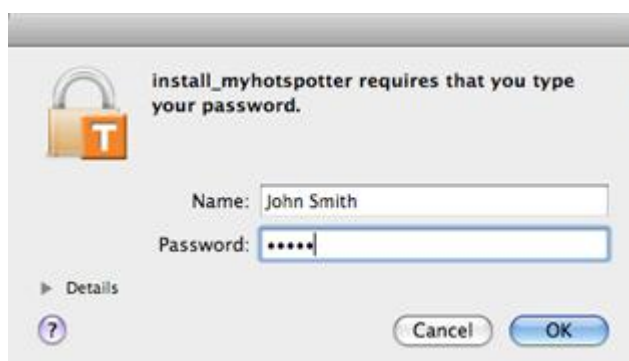 install_myhotspotter requires that you type
your password.
T
Name: John Smith
Password: •••••
Details
?
Cancel OK